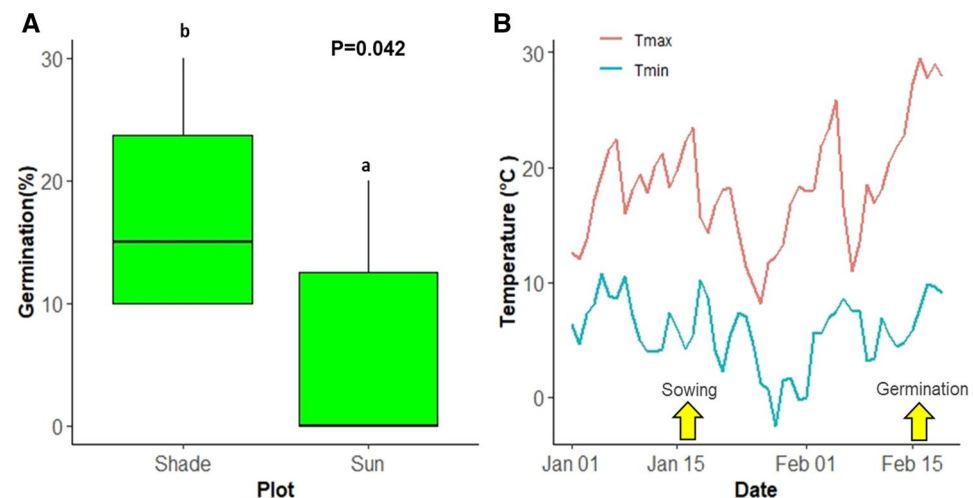 A
b
P=0.042
a
30
20
10
0
Germination(%)
Shade
Sun
Plot
B
Tmax
Tmin
30
20
10
0
Temperature (°C )
Sowing
Germination
Jan 01
Jan 15
Feb 01
Feb 15
Date